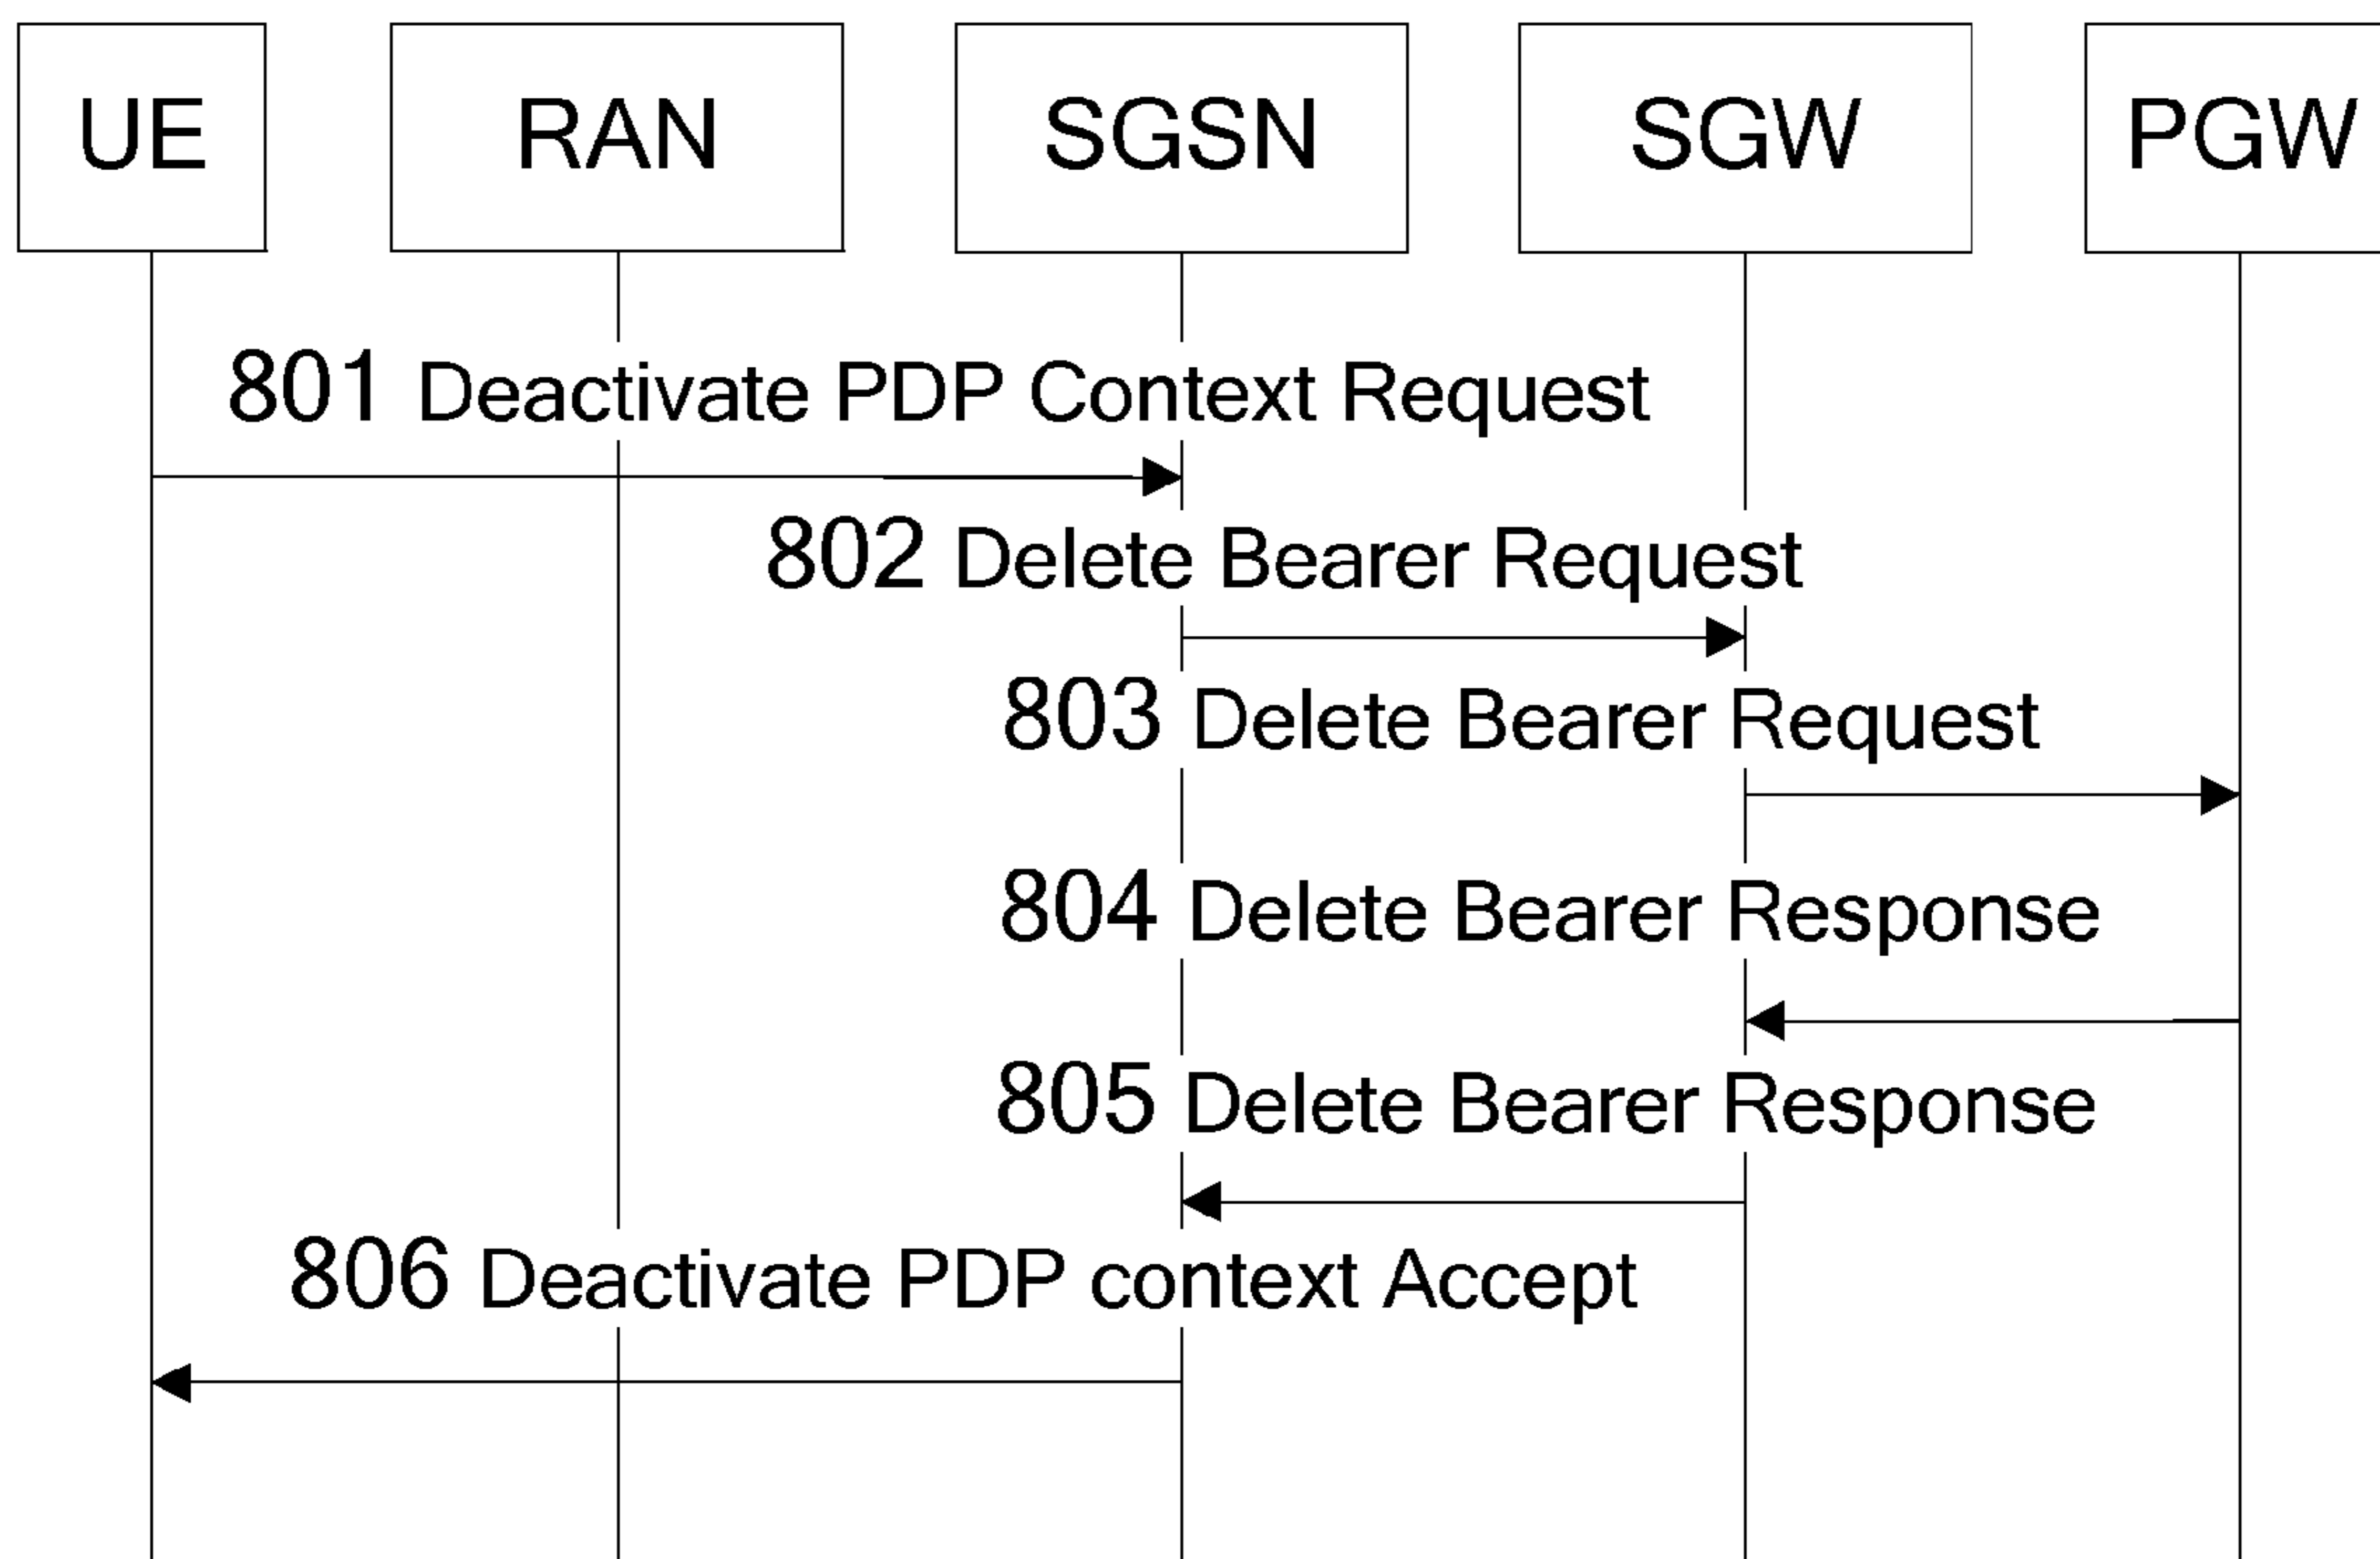 UE RAN SGSN SGW PGW
801 Deactivate PDP Context Request
802 Delete Bearer Request
803 Delete Bearer Request
804 Delete Bearer Response
805 Delete Bearer Response
806 Deactivate PDP context Accept